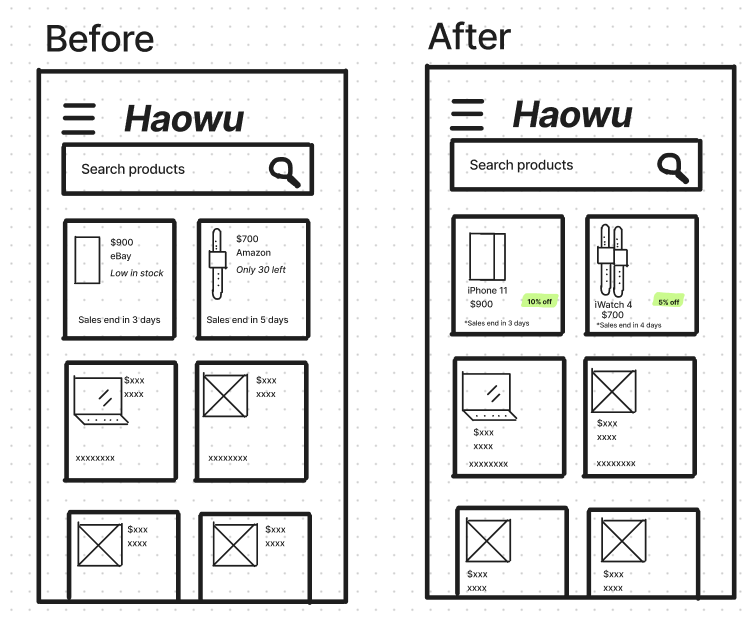 Before
Haowu
Search products
$900
eBay
Low in stock
Sales end in 3 days
$700
Amazon
Only 30 left
Sales end in 5 days
$xxx
xxxx
xxxxxxxx
$xxx
xxxx
xxxxxxxx
$xxx
xxxx
$xxx
xxxx
After
Haowu
Search products
iPhone 11
$900
10% off
*Sales end in 3 days
iWatch 4
$700
5% off
*Sales end in 4 days
$xxx
xxxx
xxxxxxxx
$xxx
xxxx
xxxxxxxx
$xxx
xxxx
$xxx
xxxx